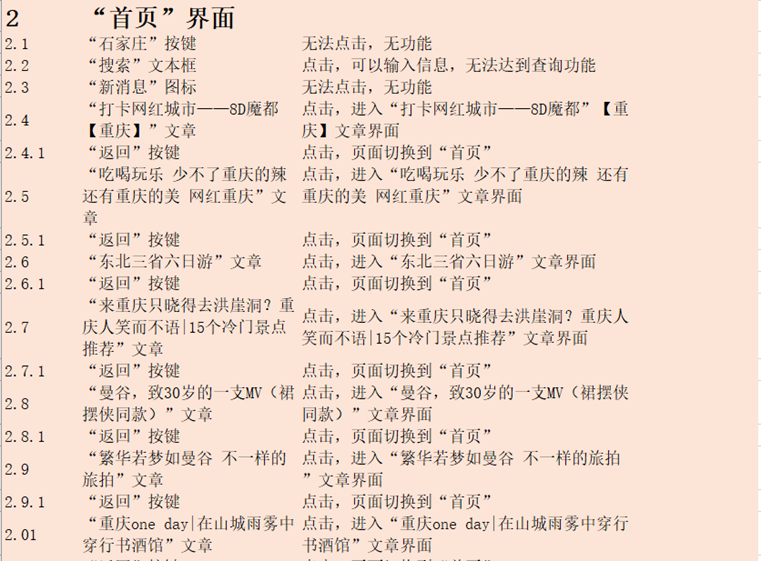 2 “首页”界面
2.1 “石家庄”按键 无法点击，无功能
2.2 “搜索”文本框 点击，可以输入信息，无法达到查询功能
2.3 “新消息”图标 无法点击，无功能
“打卡网红城市——8D魔都 点击，进入“打卡网红城市——8D魔都”【重
2.4
【重庆】”文章 庆】文章界面
2.4.1 “返回”按键 点击，页面切换到“首页”
“吃喝玩乐 少不了重庆的辣 点击，进入“吃喝玩乐 少不了重庆的辣 还有
2.5 还有重庆的美 网红重庆”文 重庆的美 网红重庆”文章界面
章
2.5.1 “返回”按键 点击，页面切换到“首页”
2.6 “东北三省六日游”文章 点击，进入“东北三省六日游”文章界面
2.6.1 “返回”按键 点击，页面切换到“首页”
“来重庆只晓得去洪崖洞？重
点击，进入“来重庆只晓得去洪崖洞？重庆人
2.7 庆人笑而不语|15个冷门景点
笑而不语|15个冷门景点推荐”文章界面
推荐”文章
2.7.1 “返回”按键 点击，页面切换到“首页”
“曼谷，致30岁的一支MV（裙 点击，进入“曼谷，致30岁的一支MV（裙摆侠
2.8
摆侠同款）”文章 同款）”文章界面
2.8.1 “返回”按键 点击，页面切换到“首页”
“繁华若梦如曼谷 不一样的 点击，进入“繁华若梦如曼谷 不一样的旅拍
2.9
旅拍”文章 ”文章界面
2.9.1 “返回”按键 点击，页面切换到“首页”
“重庆one day|在山城雨雾中 点击，进入“重庆one day|在山城雨雾中穿行
2.01
穿行书酒馆”文章 书酒馆”文章界面